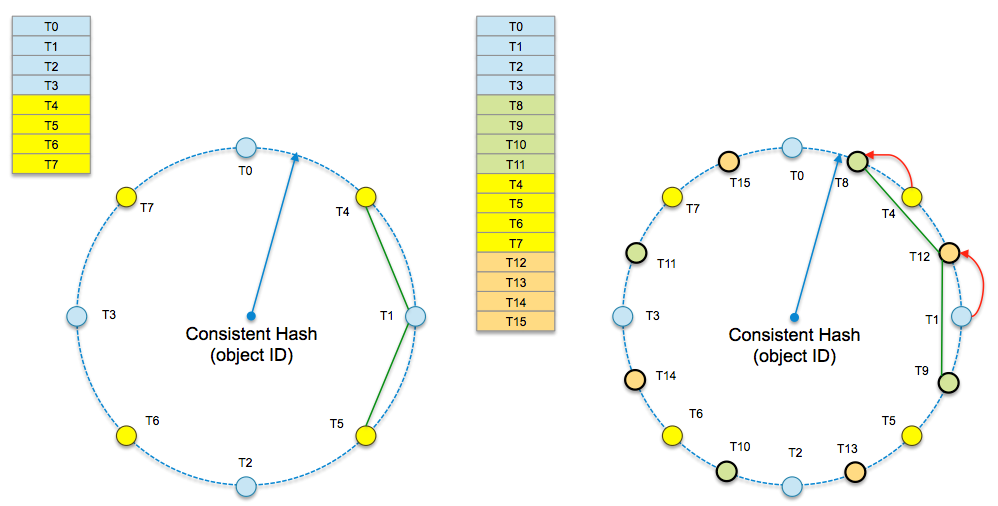 T0
T1
T2
T3
T4
T5
T6
T7
T0
T7
T4
T3
T1
Consistent Hash
(object ID)
T6
T5
T2
T0
T1
T2
T3
T8
T9
T10
T11
T4
T5
T6
T7
T12
T13
T14
T15
T15
T0
T8
T7
T4
T11
T12
T3
T1
Consistent Hash
(object ID)
T14
T9
T6
T5
T10
T2
T13